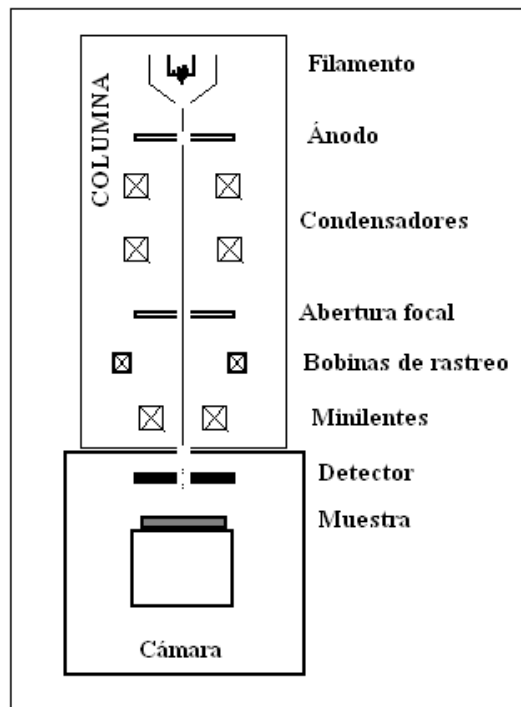 COLUMNA
Filamento
Ánodo
Condensadores
Abertura focal
Bobinas de rastreo
Minilentes
Detector
Muestra
Cámara